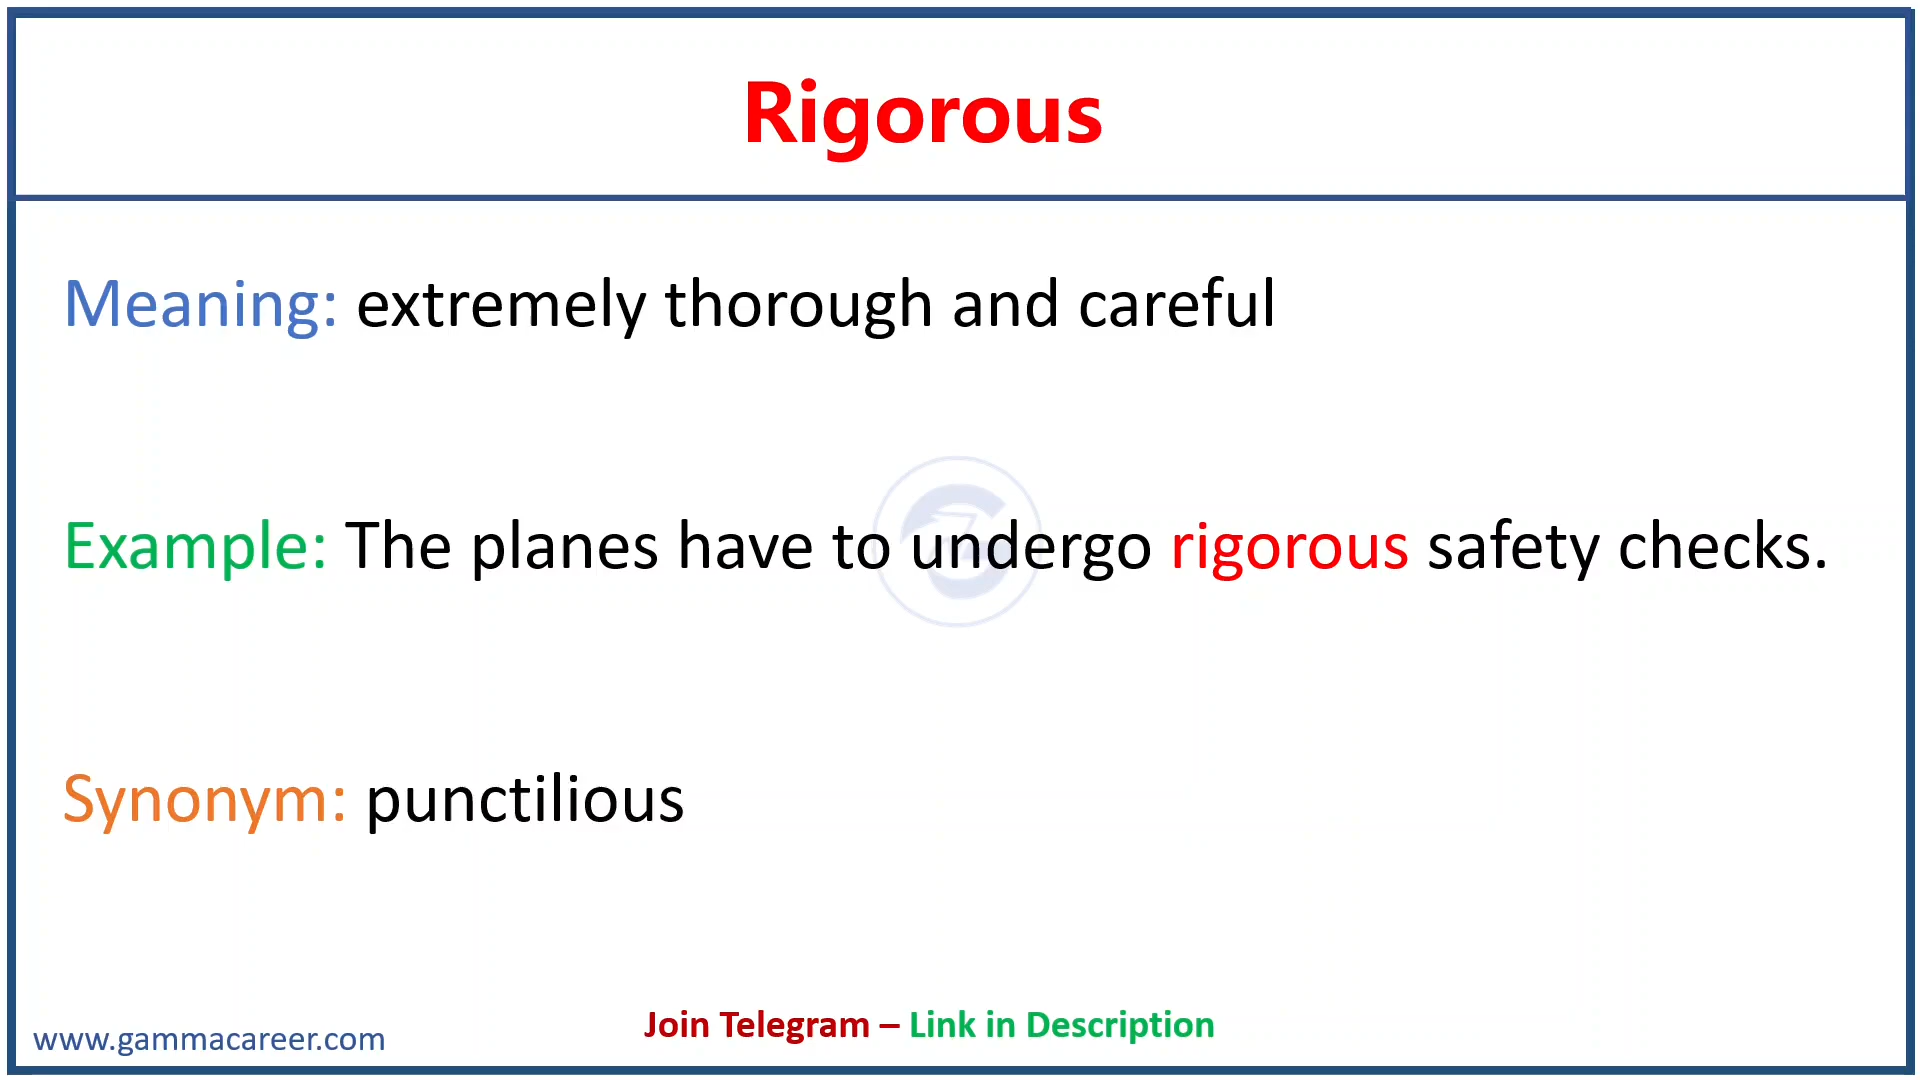 Rigorous
Meaning: extremely thorough and careful
Example: The planes have to undergo rigorous safety checks.
Synonym: punctilious
Join Telegram – Link in Description
www.gammacareer.com